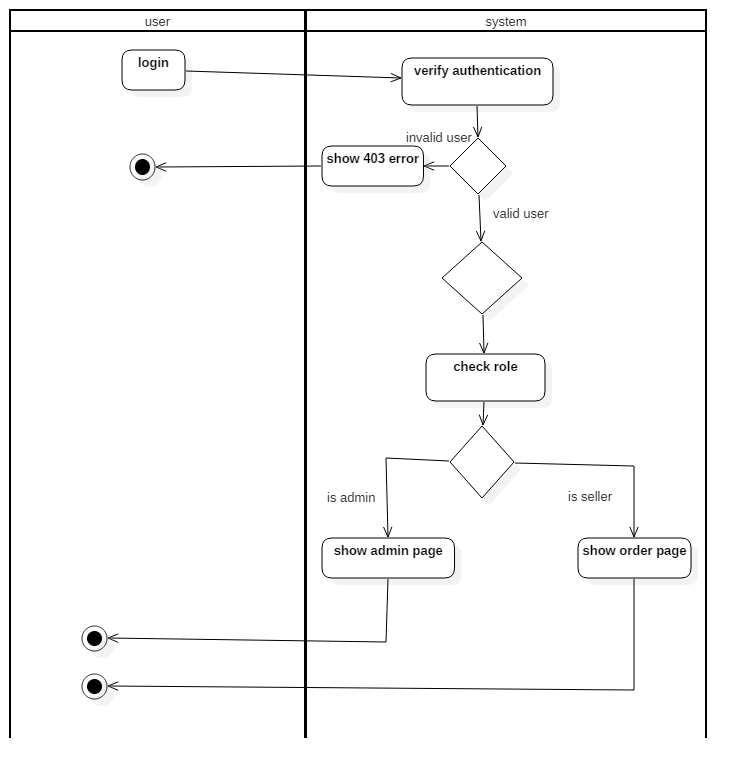 user
system
login
verify authentication
invalid user
show 403 error
valid user
check role
is admin
is seller
show admin page
show order page